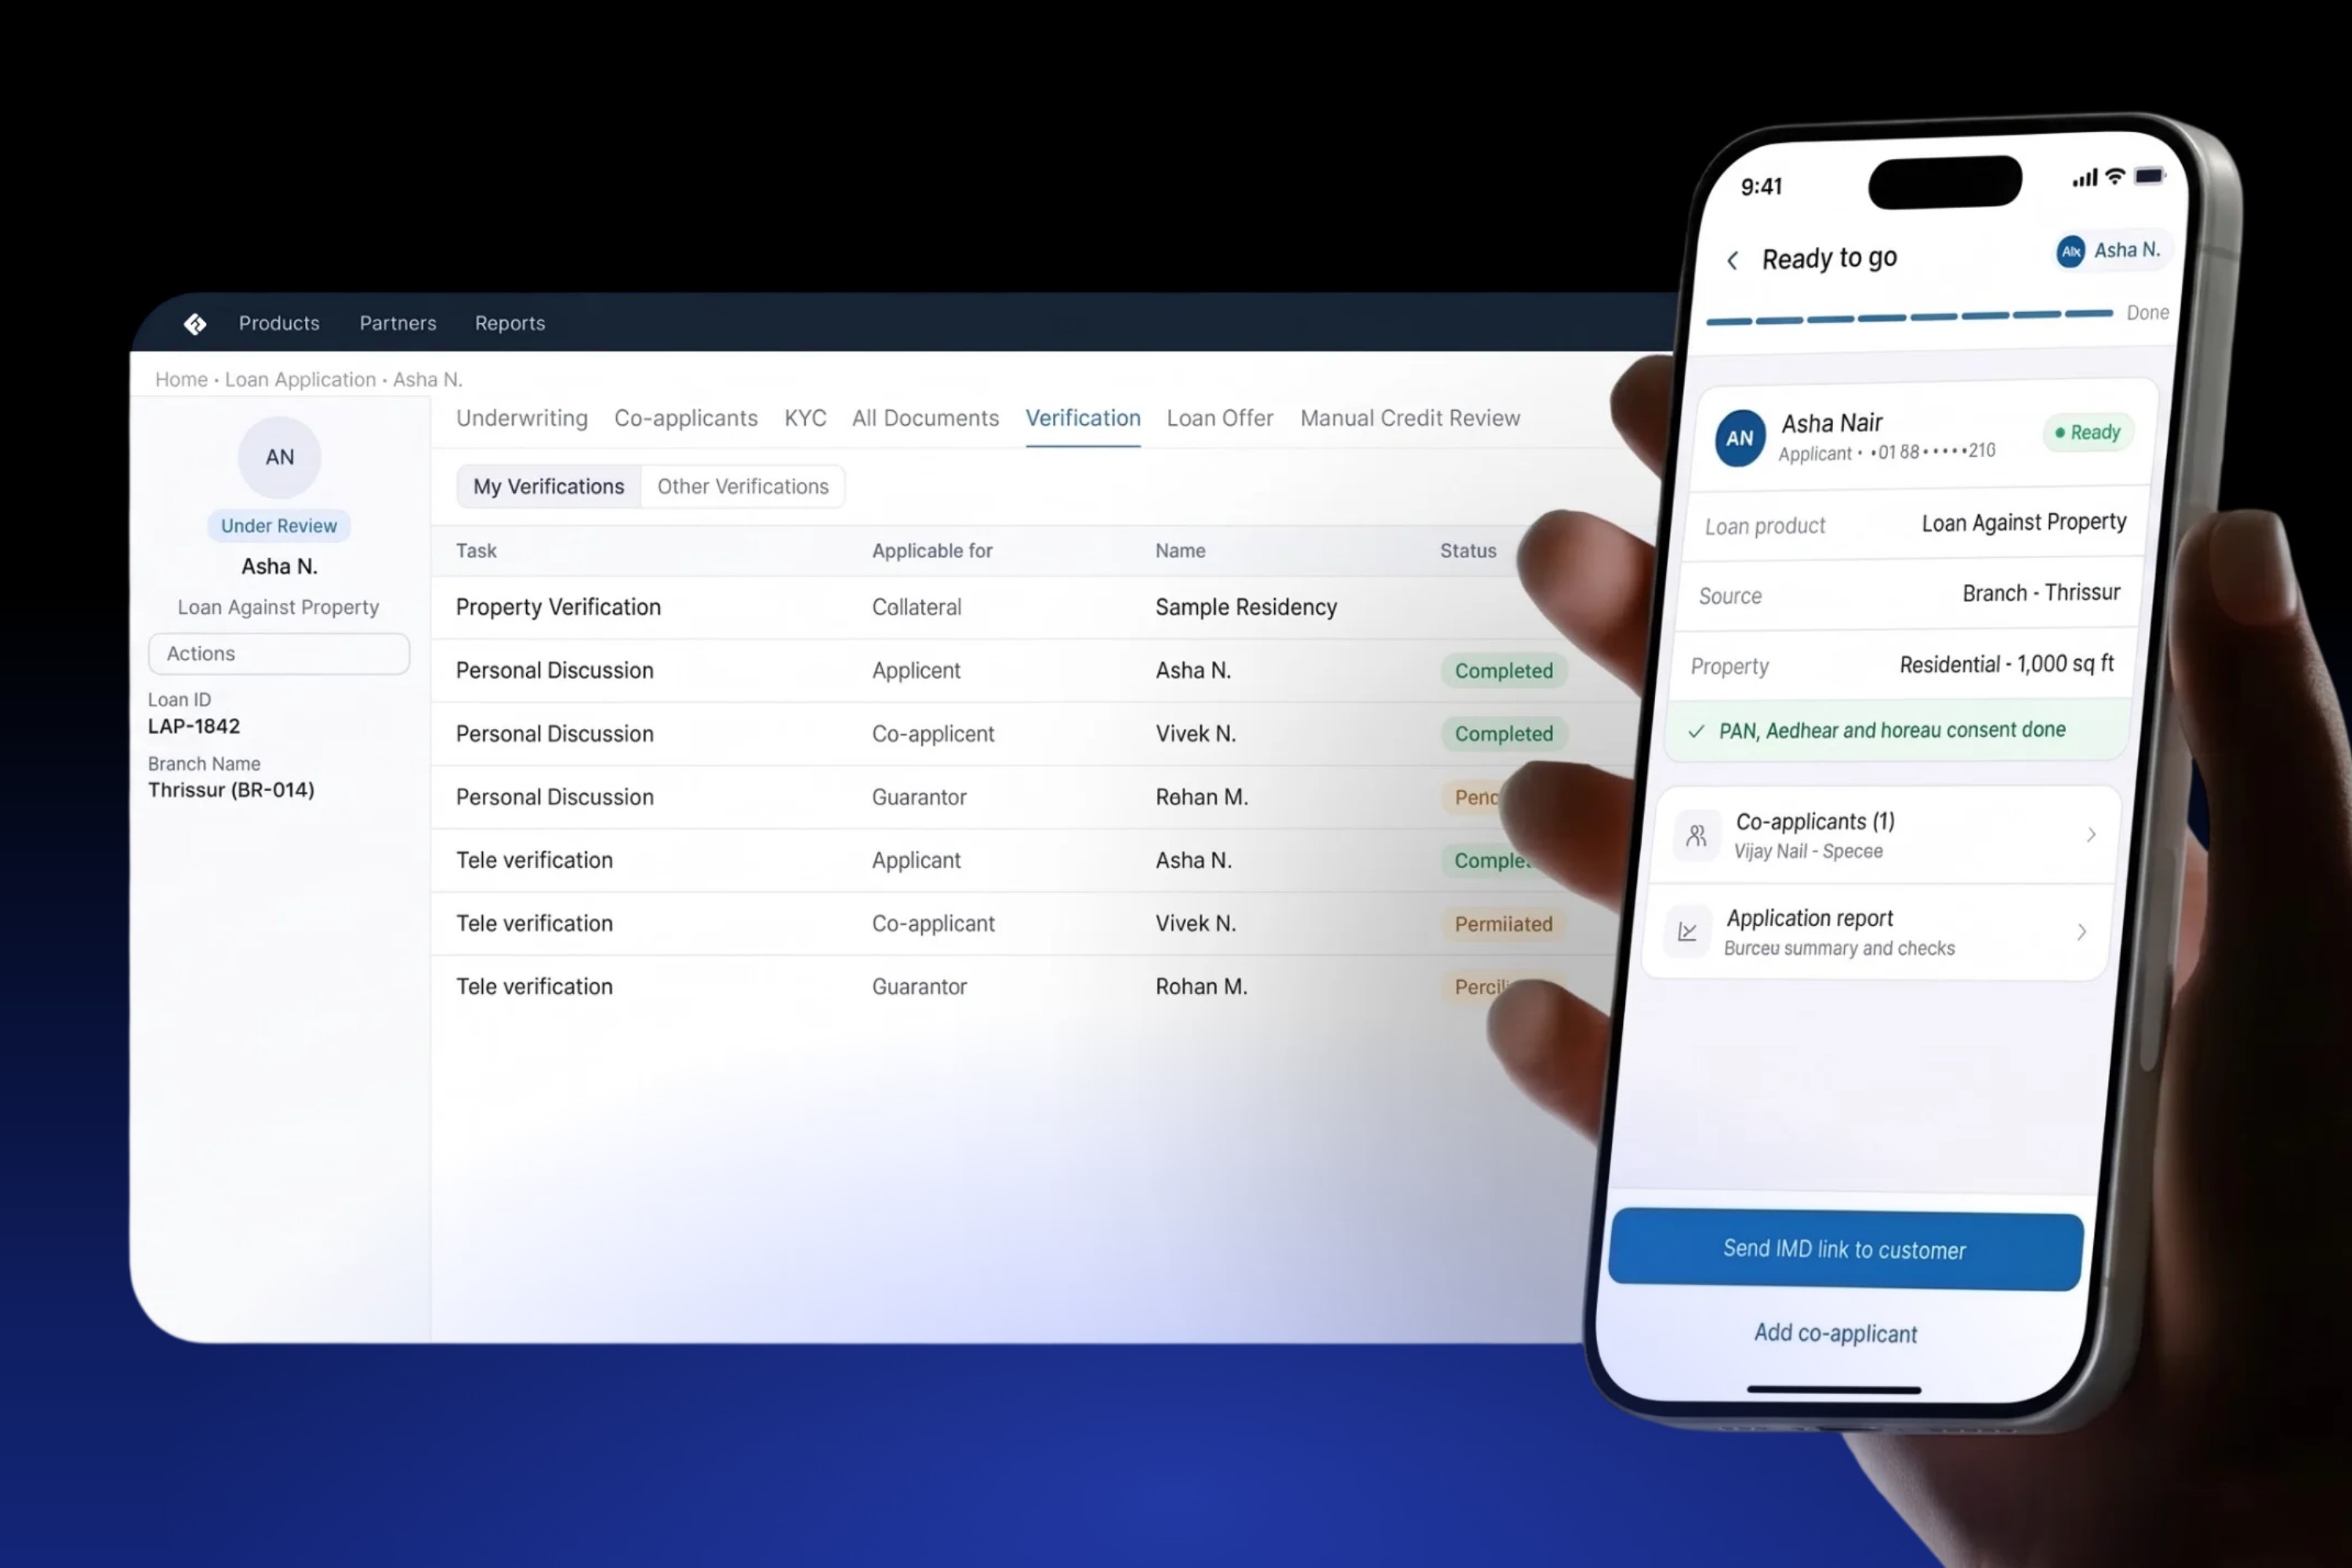 Products Partners Reports
Home • Loan Application • Asha N.
AN
Under Review
Asha N.
Loan Against Property
Actions
Loan ID
LAP-1842
Branch Name
Thrissur (BR-014)
Underwriting Co-applicants KYC All Documents Verification Loan Offer Manual Credit Review
My Verifications Other Verifications
Task Applicable for Name Status
Property Verification Collateral Sample Residency
Personal Discussion Applicent Asha N. Completed
Personal Discussion Co-applicent Vivek N. Completed
Personal Discussion Guarantor Rohan M.
Tele verification Applicant Asha N.
Tele verification Co-applicant Vivek N. Permiiated
Tele verification Guarantor Rohan M.
9:41
Ready to go
Asha N.
Done
AN
Asha Nair
Ready
Applicant • •0188•••••210
Loan product Loan Against Property
Source Branch - Thrissur
Property Residential - 1,000 sq ft
PAN, Aedhear and horeau consent done
Co-applicants (1)
Vijay Nail - Specee
Application report
Burceu summary and checks
Send IMD link to customer
Add co-applicant